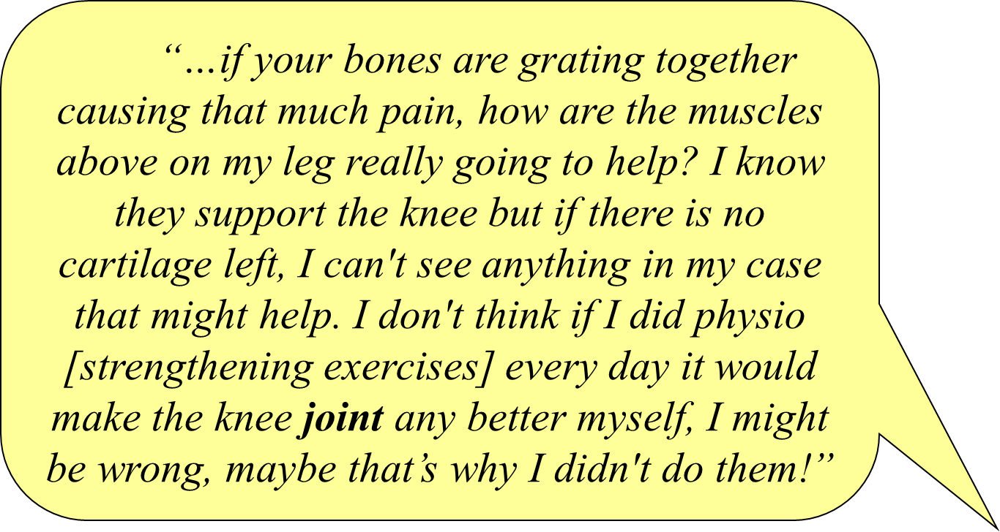 “…if your bones are grating together
causing that much pain, how are the muscles
above on my leg really going to help? I know
they support the knee but if there is no
cartilage left, I can't see anything in my case
that might help. I don't think if I did physio
[strengthening exercises] every day it would
make the knee joint any better myself, I might
be wrong, maybe that’s why I didn't do them!”